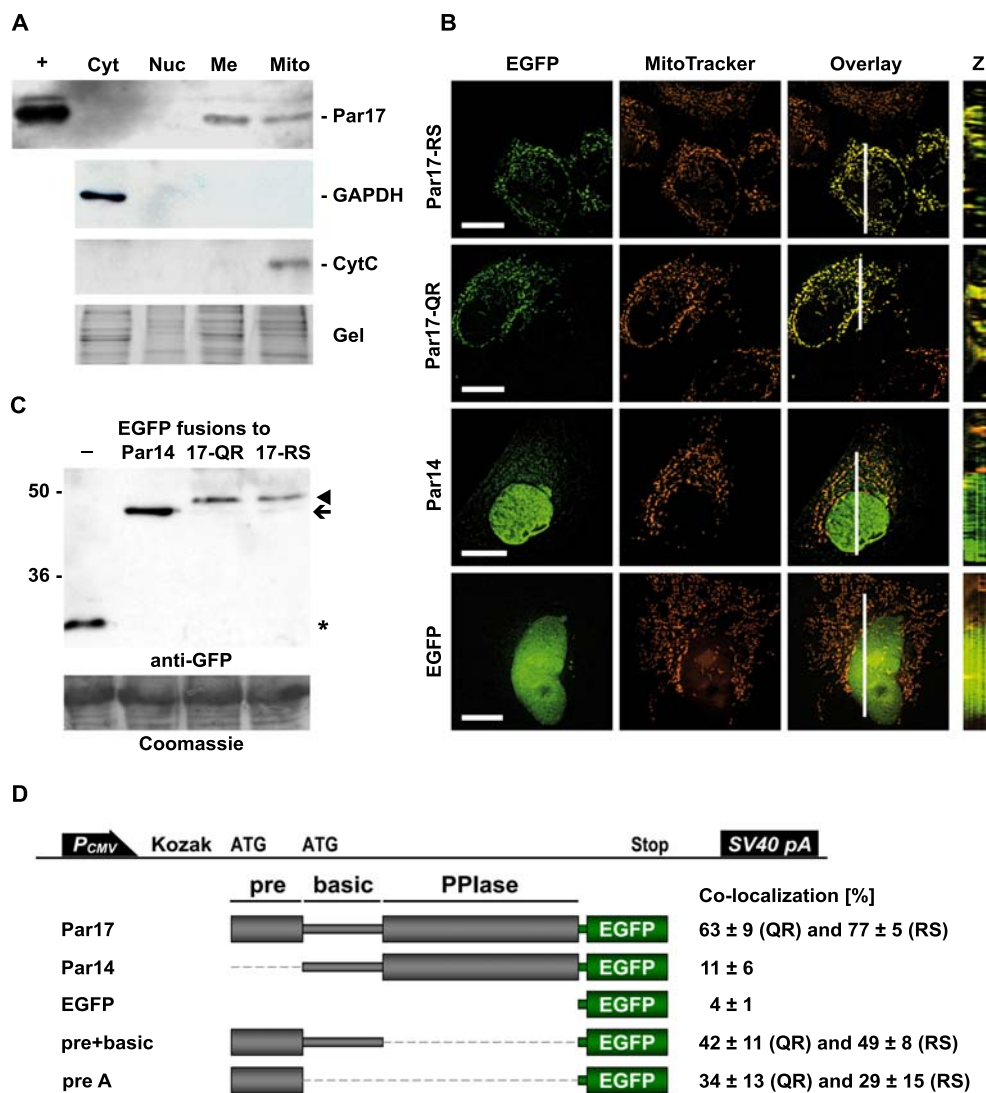 A
+ Cyt Nuc Me Mito
- Par17
- GAPDH
- CytC
Gel
B
EGFP MitoTracker Overlay Z
Par17-RS
Par17-QR
Par14
EGFP
C
EGFP fusions to
– Par14 17-QR 17-RS
50 -
36 -
*
anti-GFP
Coomassie
D
PCMV Kozak ATG ATG Stop SV40 pA
pre basic PPIase
Co-localization [%]
Par17 EGFP 63 ± 9 (QR) and 77 ± 5 (RS)
Par14 EGFP 11 ± 6
EGFP EGFP 4 ± 1
pre+basic EGFP 42 ± 11 (QR) and 49 ± 8 (RS)
pre A EGFP 34 ± 13 (QR) and 29 ± 15 (RS)